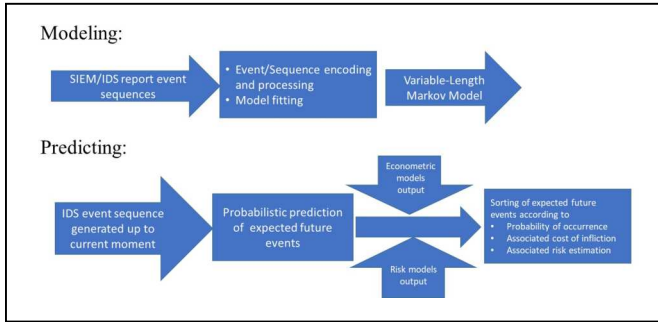 Modeling:
SIEM/IDS report event
sequences
• Event/Sequence encoding
and processing
• Model fitting
Variable-Length
Markov Model
Predicting:
IDS event sequence
generated up to
current moment
Probabilistic prediction
of expected future
events
Econometric
models
output
Risk models
output
Sorting of expected future
events according to
• Probability of occurrence
• Associated cost of infliction
• Associated risk estimation